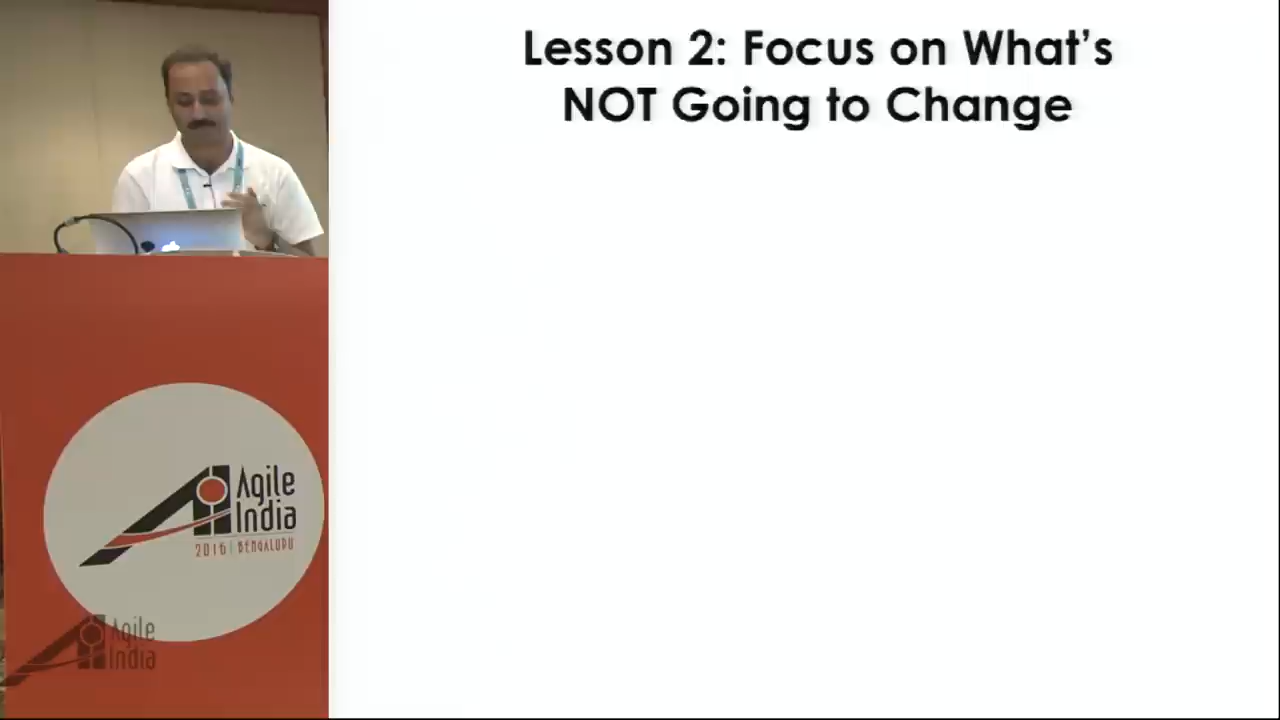 Lesson 2: Focus on What's
NOT Going to Change
Agile
India
2016 | BENGALURU
Agile
India